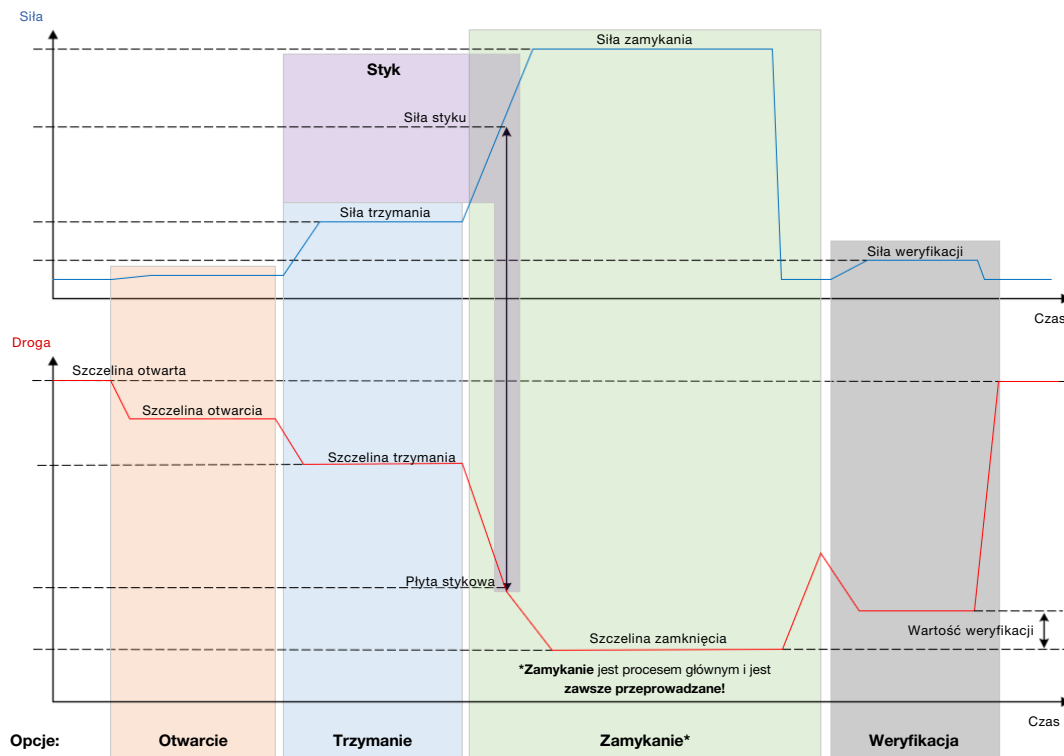 Siła
Siła zamykania
Styk
Siła styku
Siła trzymania
Siła weryfikacji
Czas
Droga
Szczelina otwarta
Szczelina otwarcia
Szczelina trzymania
Płyta stykowa
Szczelina zamknięcia
Wartość weryfikacji
*Zamykanie jest procesem głównym i jest
zawsze przeprowadzane!
Czas
Opcje: Otwarcie Trzymanie Zamykanie* Weryfikacja